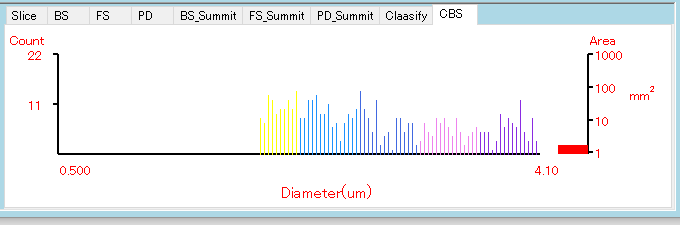 Slice BS FS PD BS_Summit FS_Summit PD_Summit Claasify CBS
Count Area
22 1000
100
mm2
11 10
1
0.500 4.10
Diameter(um)